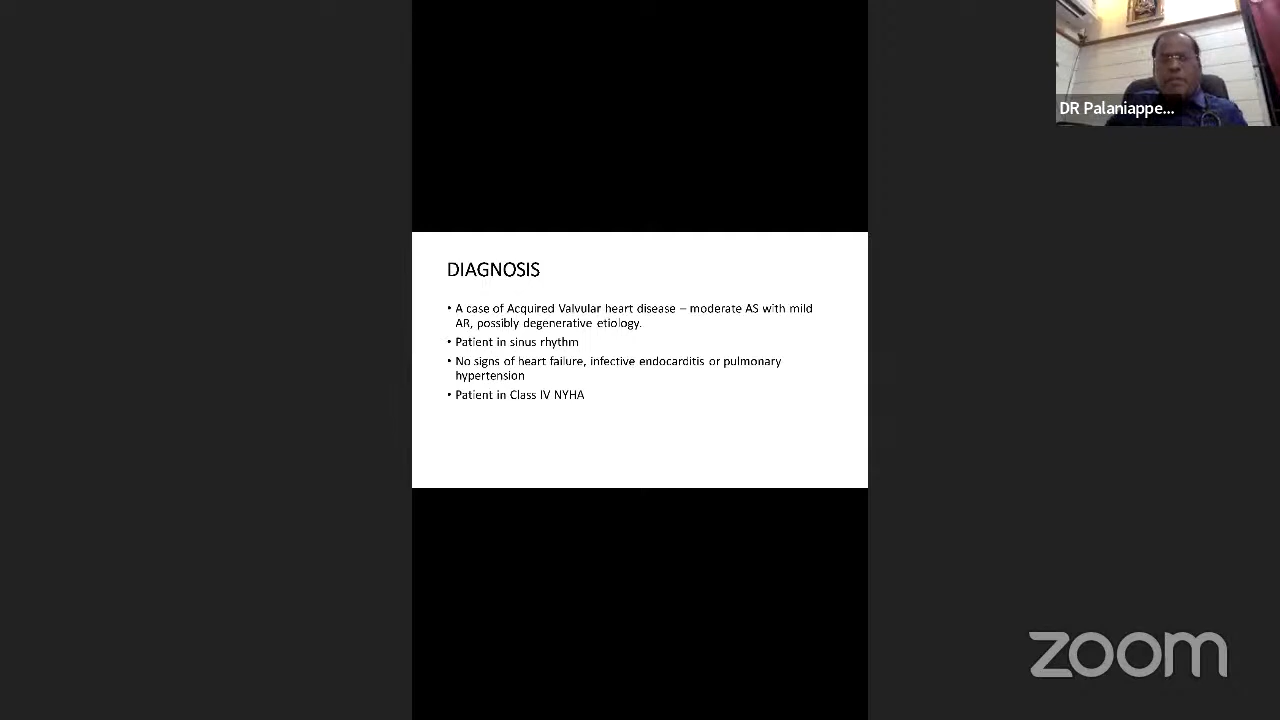 DR Palaniappe...
DIAGNOSIS
• A case of Acquired Valvular heart disease – moderate AS with mild
AR, possibly degenerative etiology.
• Patient in sinus rhythm
• No signs of heart failure, infective endocarditis or pulmonary
hypertension
• Patient in Class IV NYHA
zoom